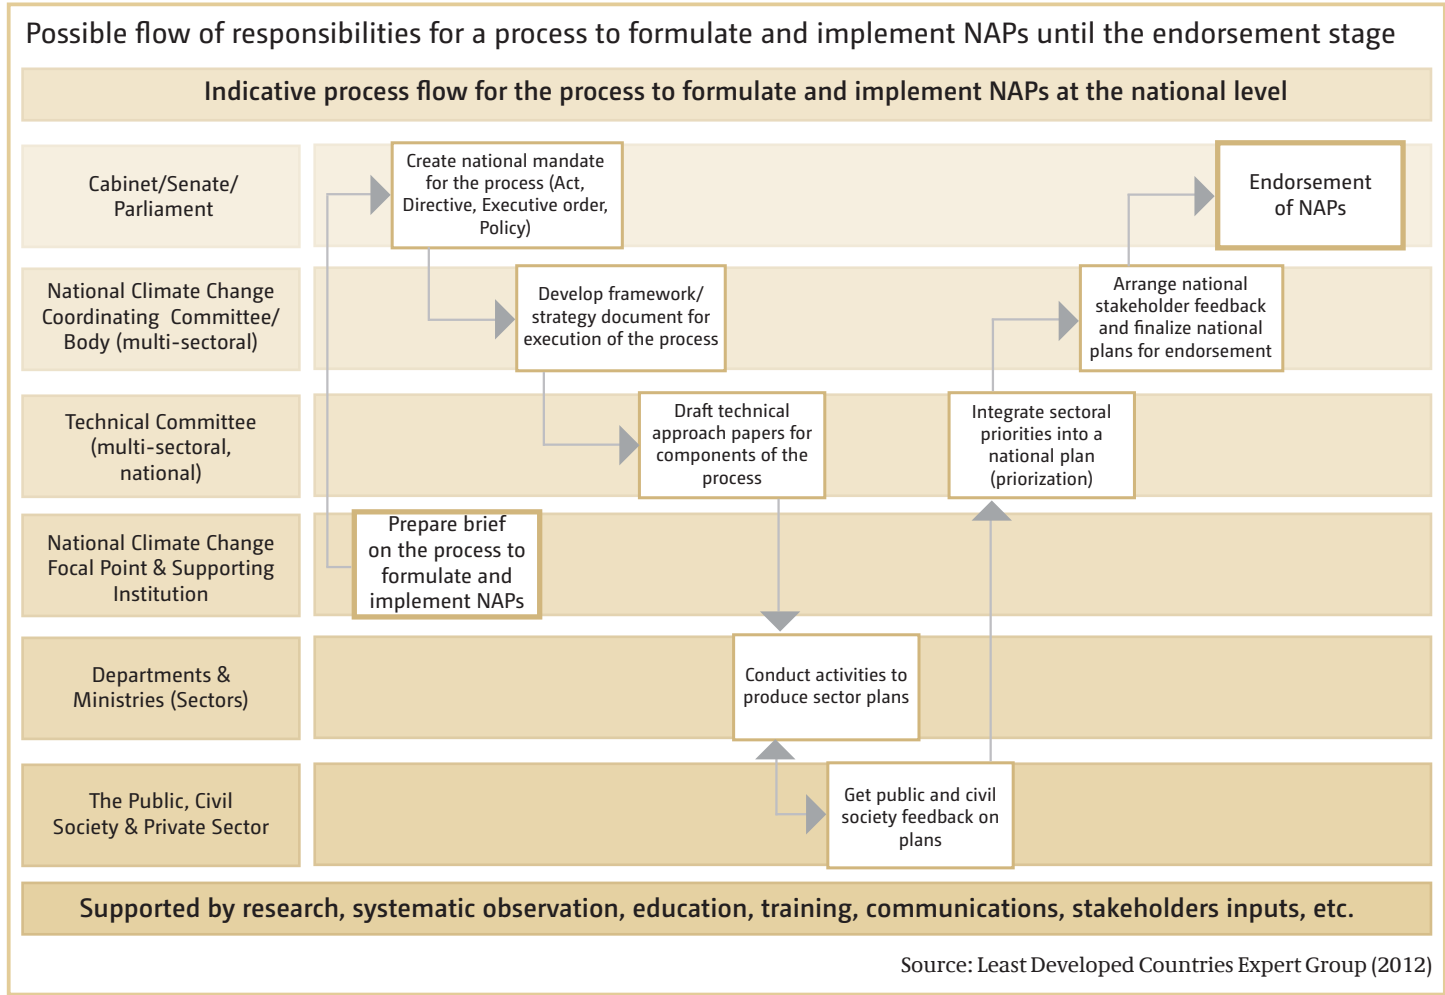 Possible flow of responsibilities for a process to formulate and implement NAPs until the endorsement stage
Indicative process flow for the process to formulate and implement NAPs at the national level
Cabinet/Senate/
Parliament
Create national mandate
for the process (Act,
Directive, Executive order,
Policy)
Endorsement
of NAPs
National Climate Change
Coordinating Committee/
Body (multi-sectoral)
Develop framework/
strategy document for
execution of the process
Arrange national
stakeholder feedback
and finalize national
plans for endorsement
Technical Committee
(multi-sectoral,
national)
Draft technical
approach papers for
components of the
process
Integrate sectoral
priorities into a
national plan
(priorization)
National Climate Change
Focal Point & Supporting
Institution
Prepare brief
on the process to
formulate and
implement NAPs
Departments &
Ministries (Sectors)
Conduct activities to
produce sector plans
The Public, Civil
Society & Private Sector
Get public and civil
society feedback on
plans
Supported by research, systematic observation, education, training, communications, stakeholders inputs, etc.
Source: Least Developed Countries Expert Group (2012)